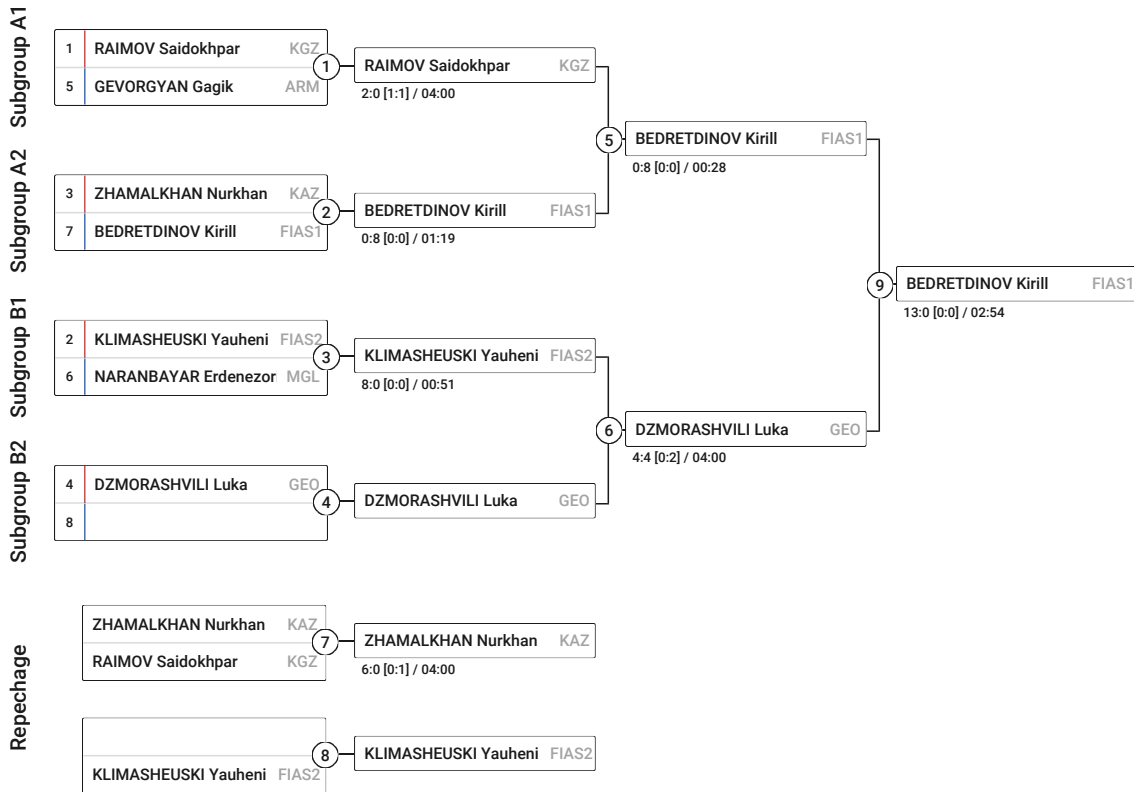 Subgroup A1
1 RAIMOV Saidokhpar KGZ
5 GEVORGYAN Gagik ARM
1
RAIMOV Saidokhpar KGZ
2:0 [1:1] / 04:00
Subgroup A2
3 ZHAMALKHAN Nurkhan KAZ
7 BEDRETDINOV Kirill FIAS1
2
BEDRETDINOV Kirill FIAS1
0:8 [0:0] / 01:19
5
BEDRETDINOV Kirill FIAS1
0:8 [0:0] / 00:28
Subgroup B1
2 KLIMASHEUSKI Yauheni FIAS2
6 NARANBAYAR Erdenezor MGL
3
KLIMASHEUSKI Yauheni FIAS2
8:0 [0:0] / 00:51
Subgroup B2
4 DZMORASHVILI Luka GEO
8
4
DZMORASHVILI Luka GEO
6
DZMORASHVILI Luka GEO
4:4 [0:2] / 04:00
9
BEDRETDINOV Kirill FIAS1
13:0 [0:0] / 02:54
Repechage
ZHAMALKHAN Nurkhan KAZ
RAIMOV Saidokhpar KGZ
7
ZHAMALKHAN Nurkhan KAZ
6:0 [0:1] / 04:00
KLIMASHEUSKI Yauheni FIAS2
8
KLIMASHEUSKI Yauheni FIAS2